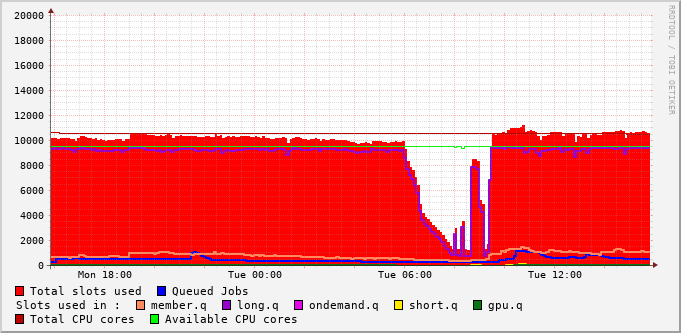 20000
18000
16000
14000
12000
10000
8000
6000
4000
2000
0
Mon 18:00 Tue 00:00 Tue 06:00 Tue 12:00
Total slots used Queued Jobs
Slots used in : member.q long.q ondemand.q short.q gpu.q
Total CPU cores Available CPU cores
RRDTOOL / TOBI OETIKER